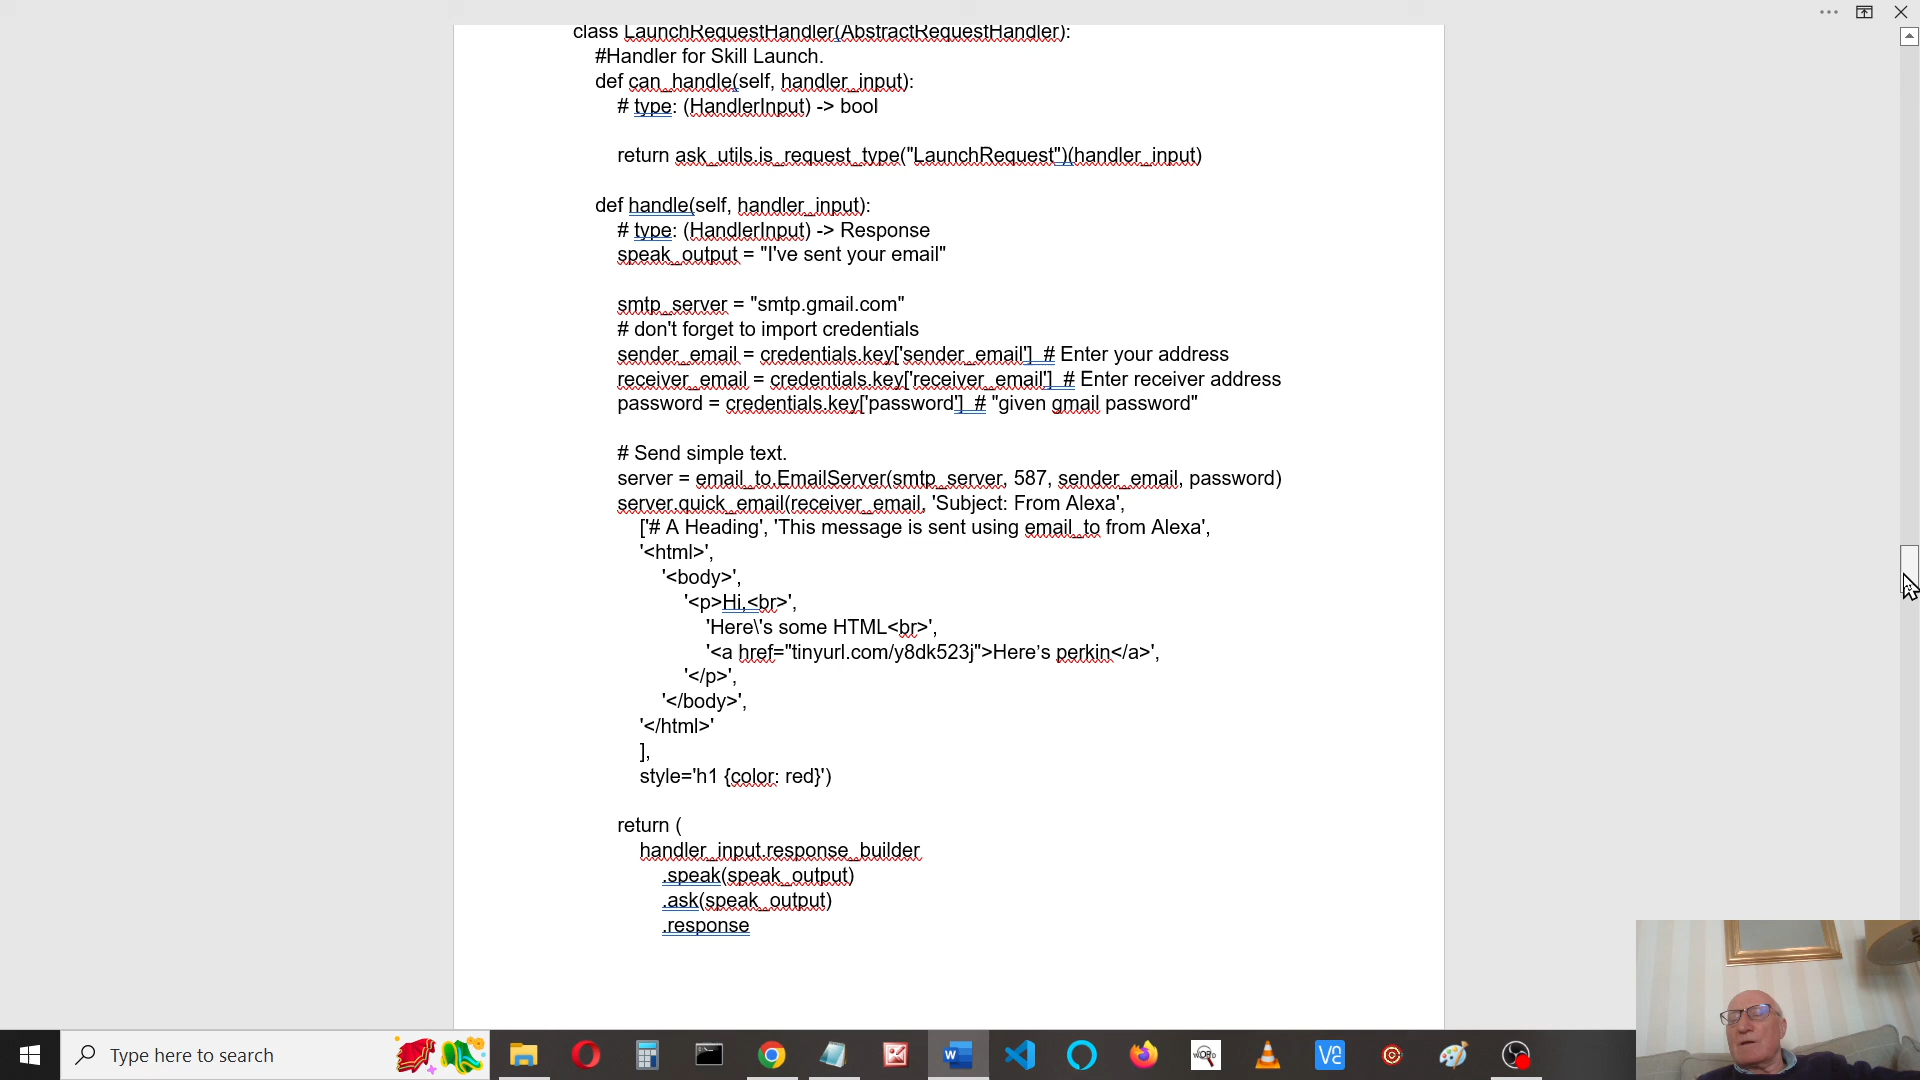 class LaunchRequestHandler(AbstractRequestHandler):
#Handler for Skill Launch.
def can_handle(self, handler_input):
# type: (HandlerInput) -> bool
return ask_utils.is_request_type("LaunchRequest")(handler_input)
def handle(self, handler_input):
# type: (HandlerInput) -> Response
speak_output = "I've sent your email"
smtp_server = "smtp.gmail.com"
# don't forget to import credentials
sender_email = credentials.key['sender_email']  # Enter your address
receiver_email = credentials.key['receiver_email']  # Enter receiver address
password = credentials.key['password']  # "given gmail password"
# Send simple text.
server = email_to.EmailServer(smtp_server, 587, sender_email, password)
server.quick_email(receiver_email, 'Subject: From Alexa',
['# A Heading', 'This message is sent using email_to from Alexa',
'<html>',
'<body>',
'<p>Hi,<br>',
'Here\'s some HTML<br>',
'<a href="tinyurl.com/y8dk523j">Here’s perkin</a>',
'</p>',
'</body>',
'</html>'
],
style='h1 {color: red}')
return (
handler_input.response_builder
.speak(speak_output)
.ask(speak_output)
.response
Type here to search